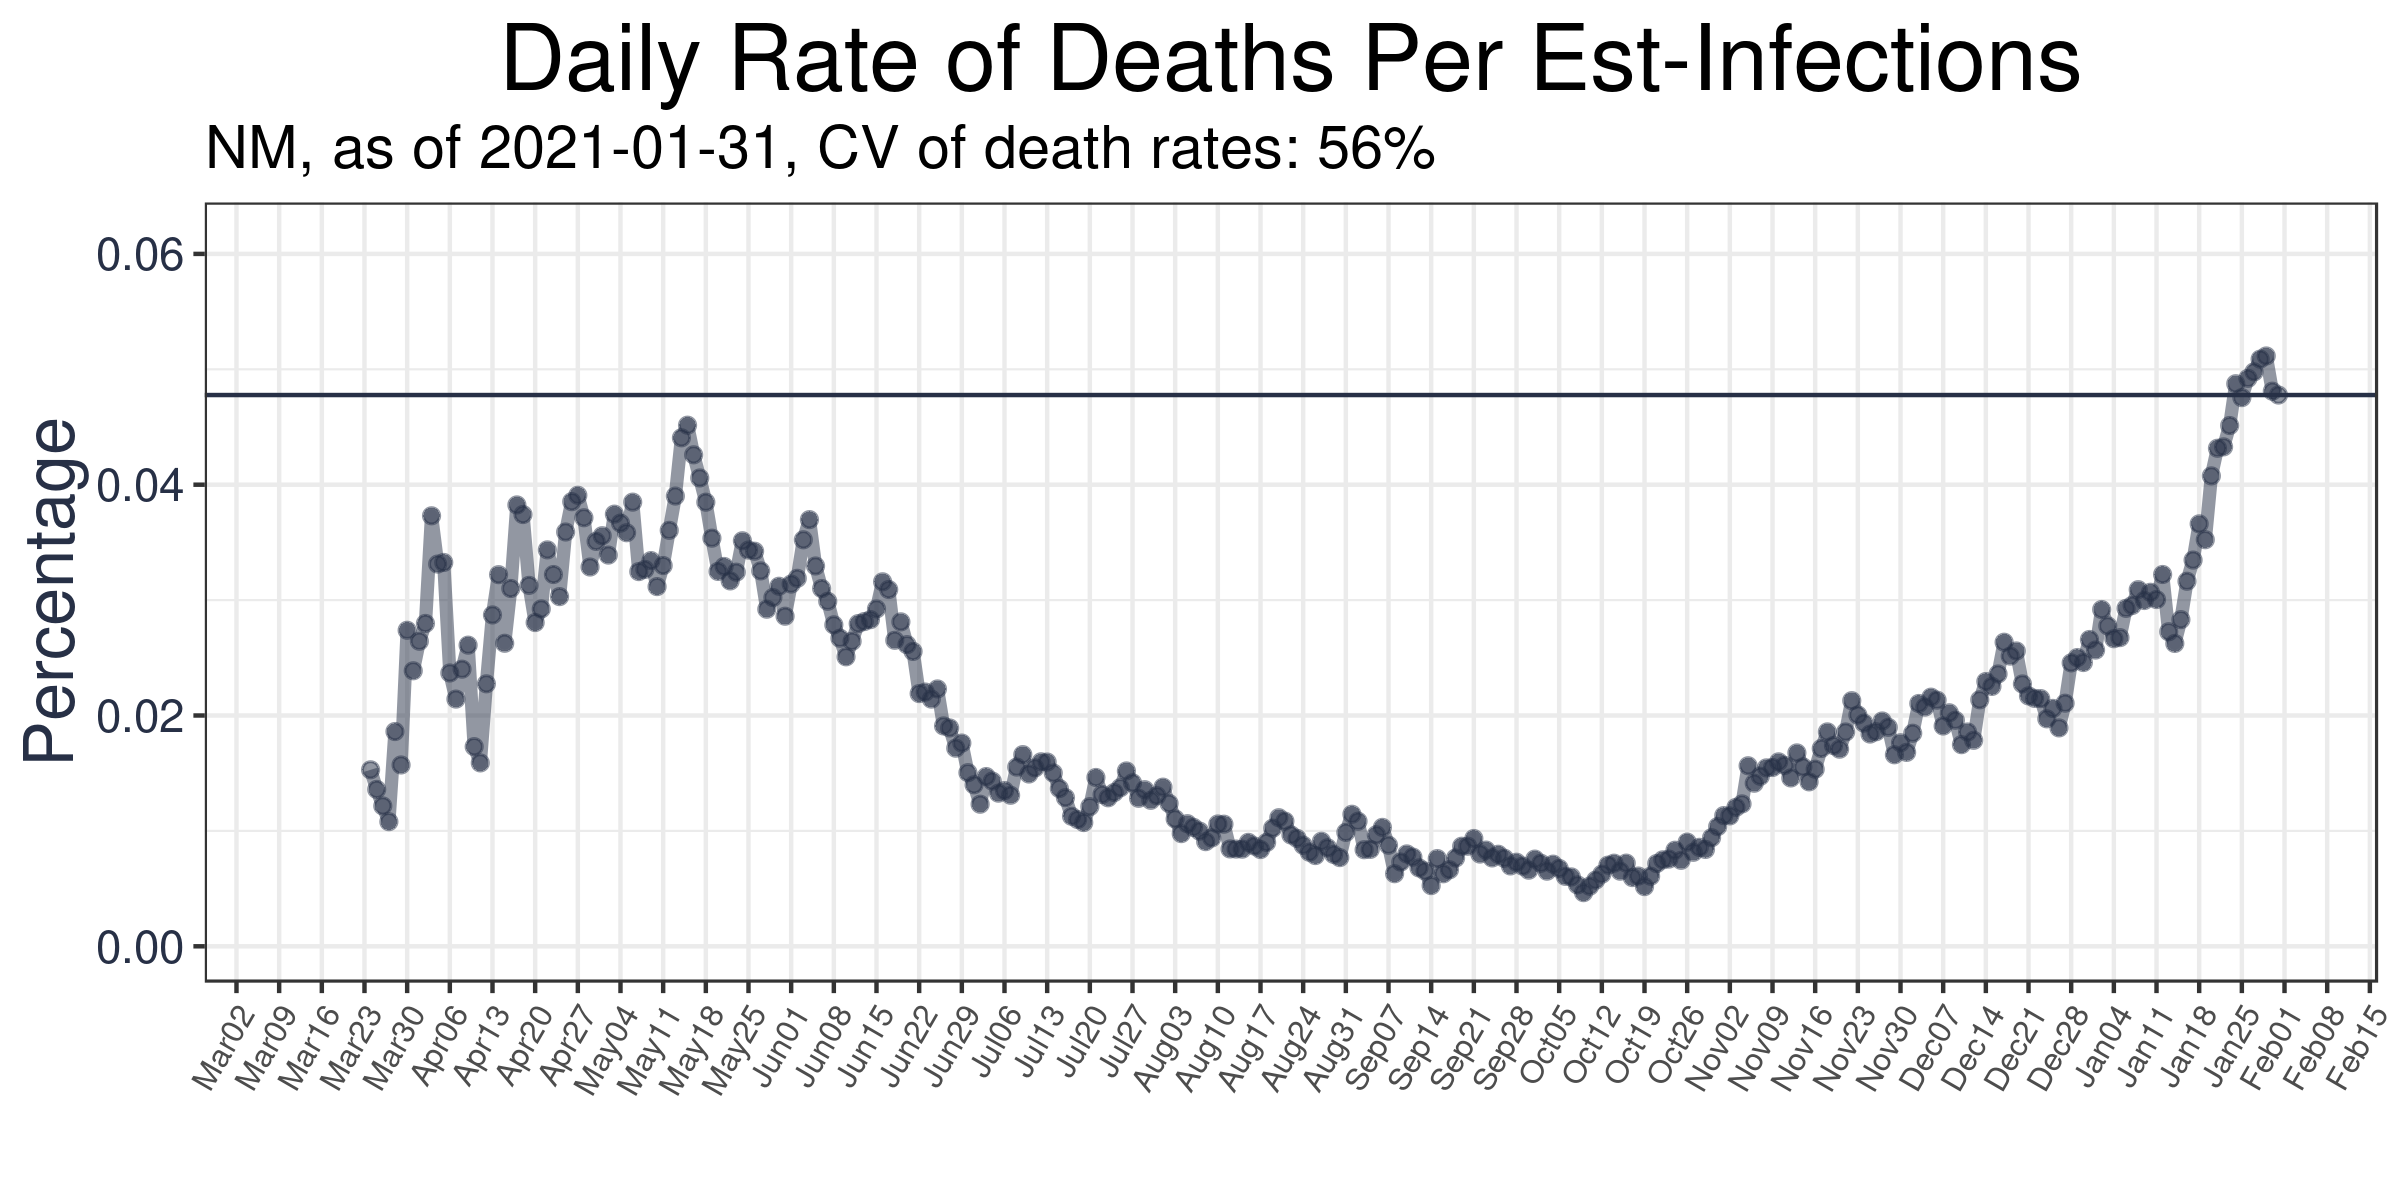 Daily Rate of Deaths Per Est-Infections
NM, as of 2021-01-31, CV of death rates: 56%
Percentage
0.06
0.04
0.02
0.00
Mar02
Mar09
Mar16
Mar23
Mar30
Apr06
Apr13
Apr20
Apr27
May04
May11
May18
May25
Jun01
Jun08
Jun15
Jun22
Jun29
Jul06
Jul13
Jul20
Jul27
Aug03
Aug10
Aug17
Aug24
Aug31
Sep07
Sep14
Sep21
Sep28
Oct05
Oct12
Oct19
Oct26
Nov02
Nov09
Nov16
Nov23
Nov30
Dec07
Dec14
Dec21
Dec28
Jan04
Jan11
Jan18
Jan25
Feb01
Feb08
Feb15